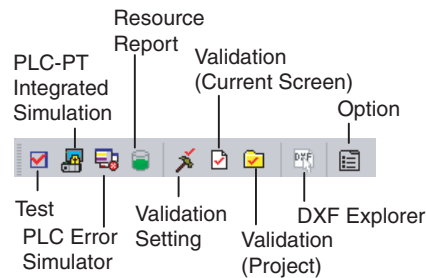 Resource
Report
PLC-PT
Integrated
Simulation
Validation
(Current Screen)
Option
DXF
Test
PLC Error
Simulator
Validation
Setting
Validation
(Project)
DXF Explorer